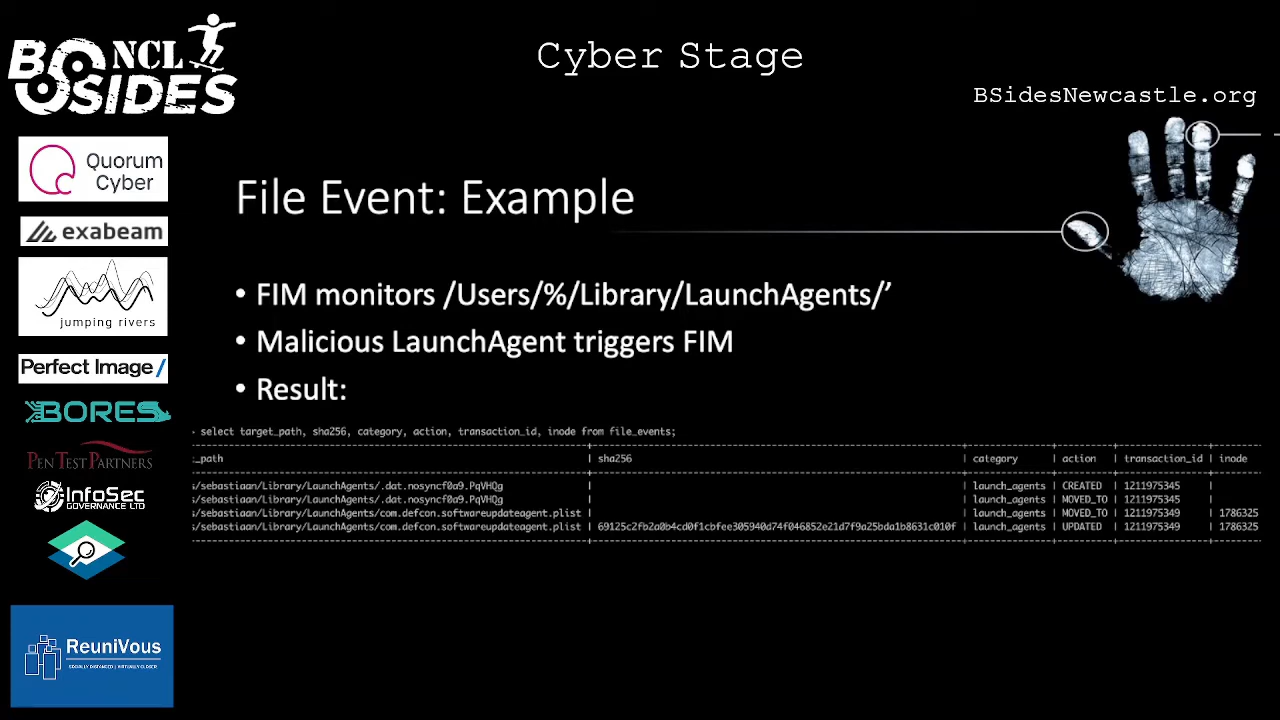 BSIDES NCL
Cyber Stage
BSidesNewcastle.org
Quorum Cyber
exabeam
jumping rivers
Perfect Image/
BORES
PEN TEST PARTNERS
INFOSEC
GOVERNANCE LTD
ReuniVous
SOCIALLY DISTANCED | VIRTUALLY CLOSER
File Event: Example
• FIM monitors /Users/%/Library/LaunchAgents/’
• Malicious LaunchAgent triggers FIM
• Result:
select target_path, sha256, category, action, transaction_id, inode from file_events;
:_path | sha256 | category | action | transaction_id | inode
s/sebastiaan/Library/LaunchAgents/.dat.nosyncf0a9.PqVHQg | | launch_agents | CREATED | 1211975345 |
s/sebastiaan/Library/LaunchAgents/.dat.nosyncf0a9.PqVHQg | | launch_agents | MOVED_TO | 1211975345 |
s/sebastiaan/Library/LaunchAgents/com.defcon.softwareupdateagent.plist | | launch_agents | MOVED_TO | 1211975349 | 1786325
s/sebastiaan/Library/LaunchAgents/com.defcon.softwareupdateagent.plist | 69125c2fb2a0b4cd0f1cbfee305940d74f046852e21d7f9a25bda1b8631c010f | launch_agents | UPDATED | 1211975349 | 1786325